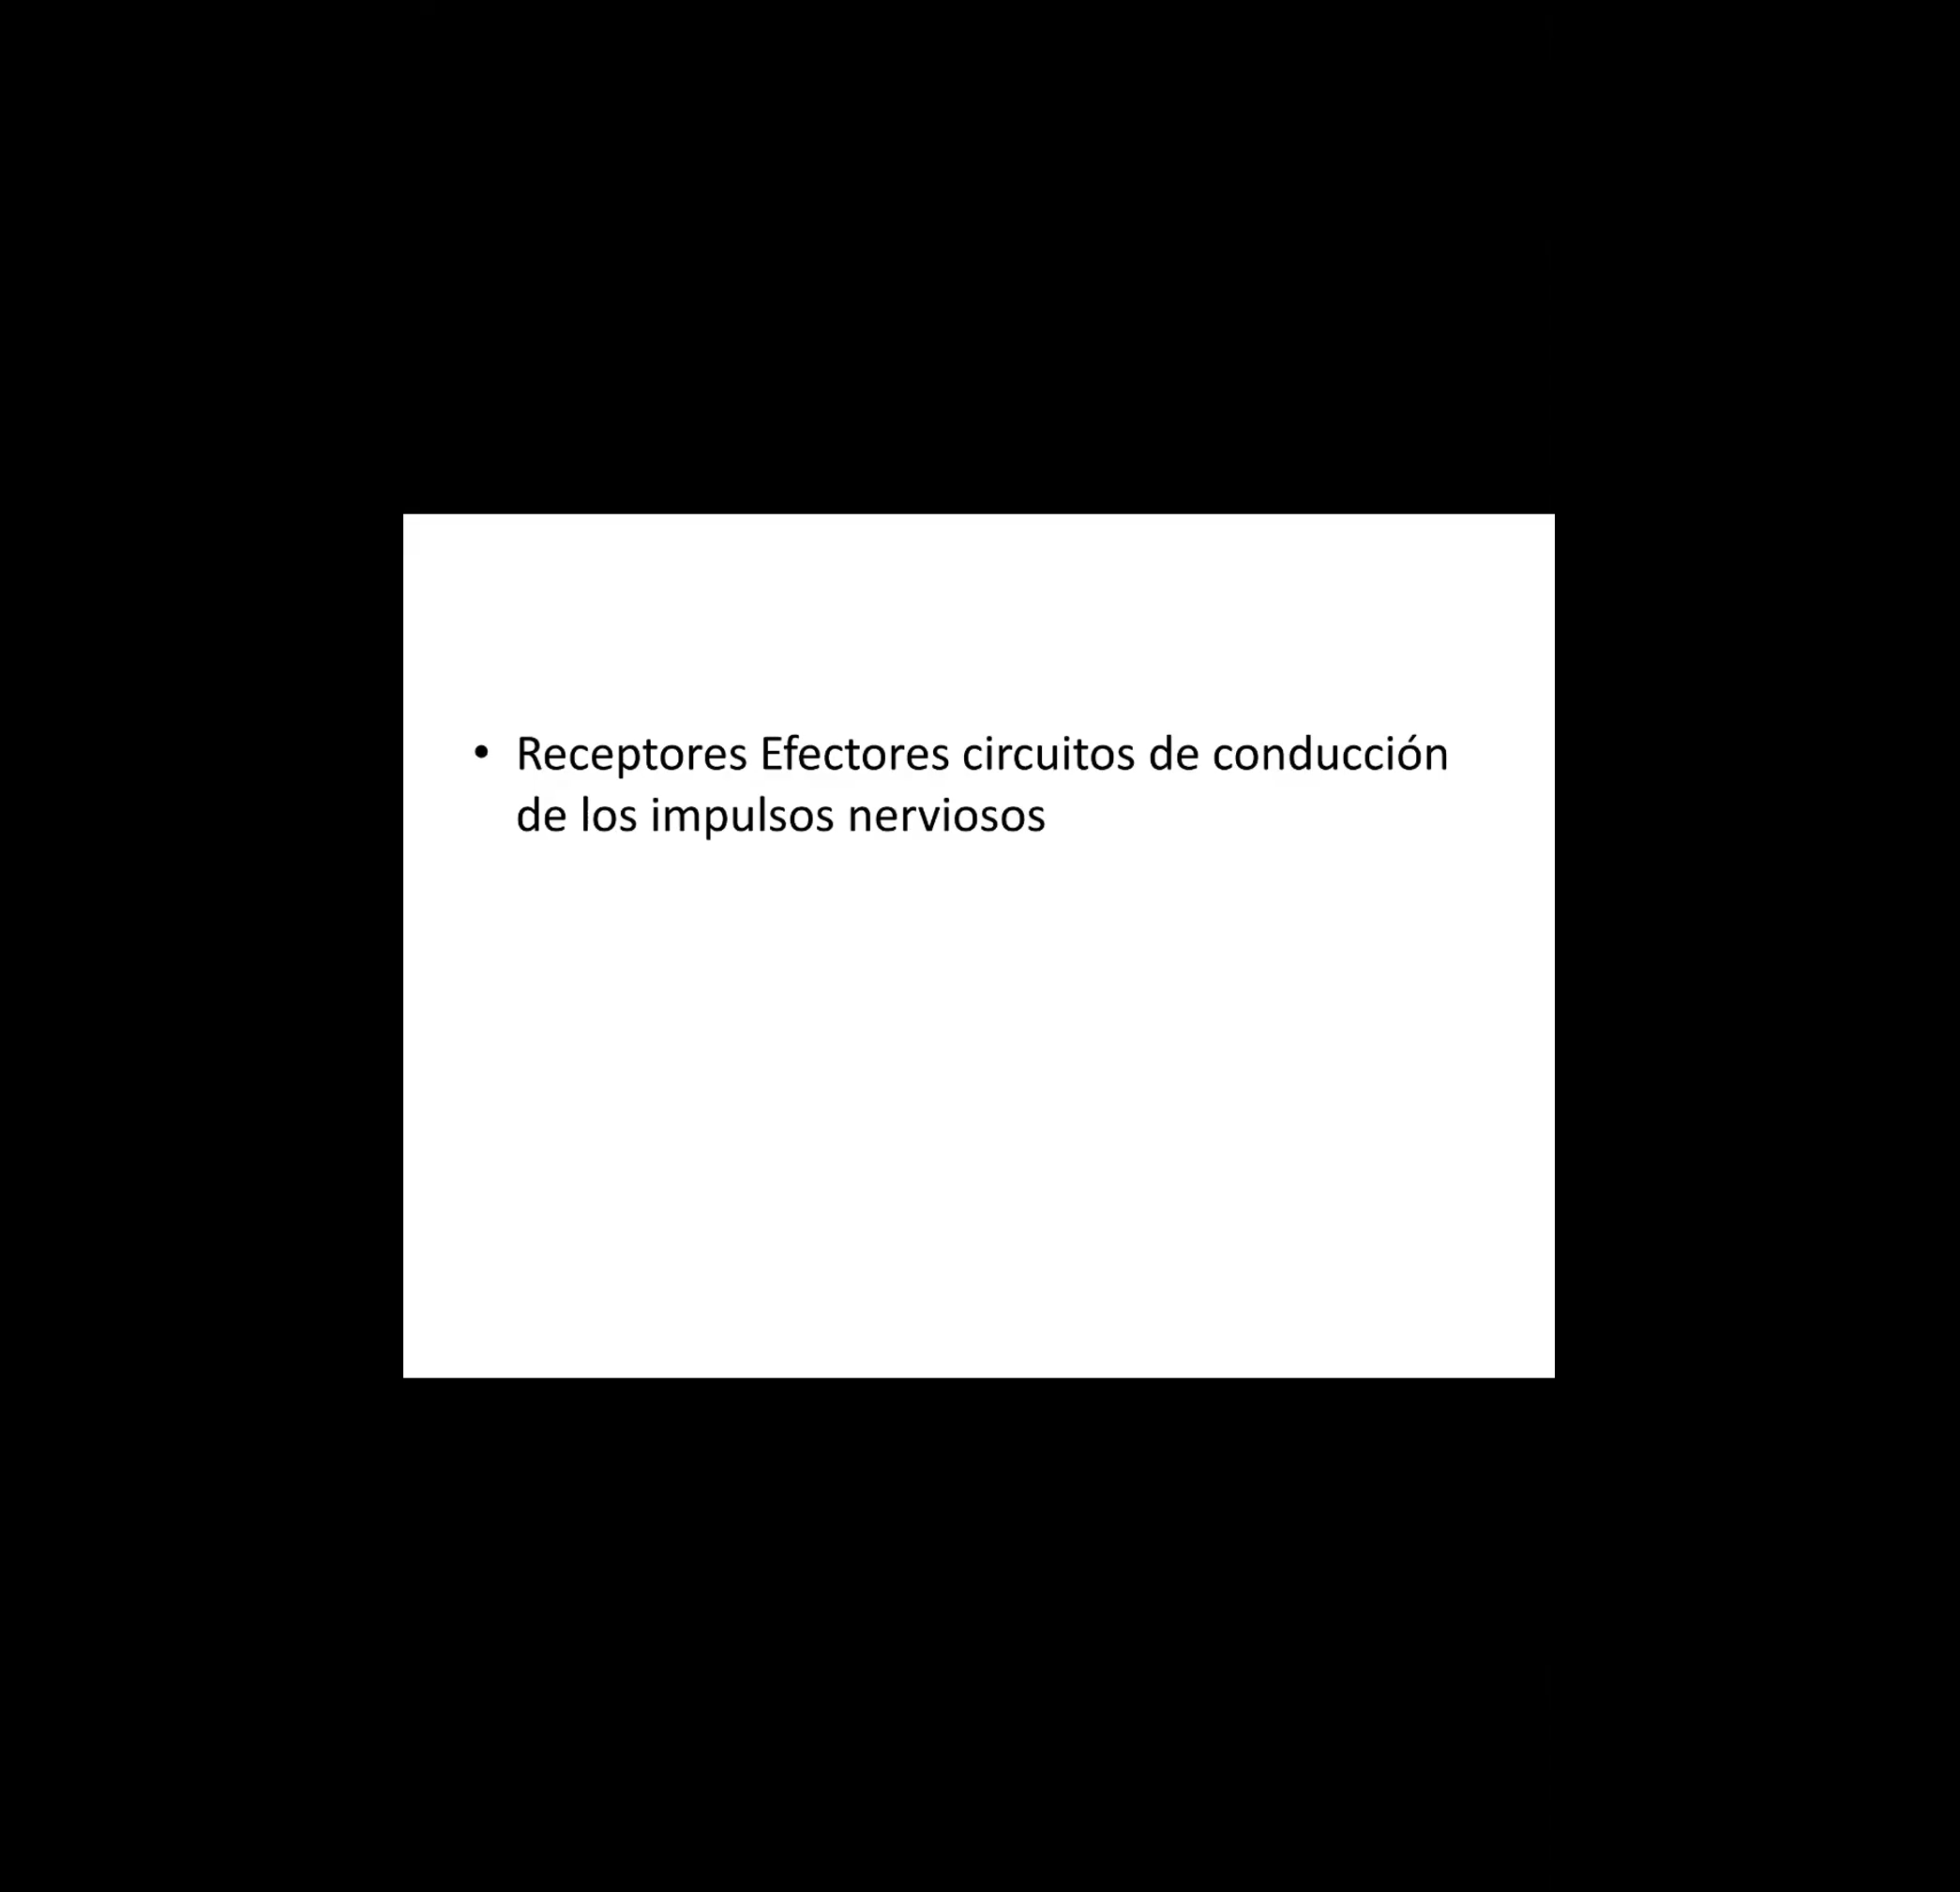 • Receptores Efectores circuitos de conducción
de los impulsos nerviosos